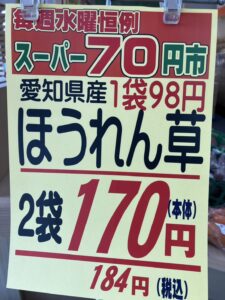 毎週水曜恒例
スーパー70円市
愛知県産1袋98円
ほうれん草
2袋170円(本体)
184円(税込)